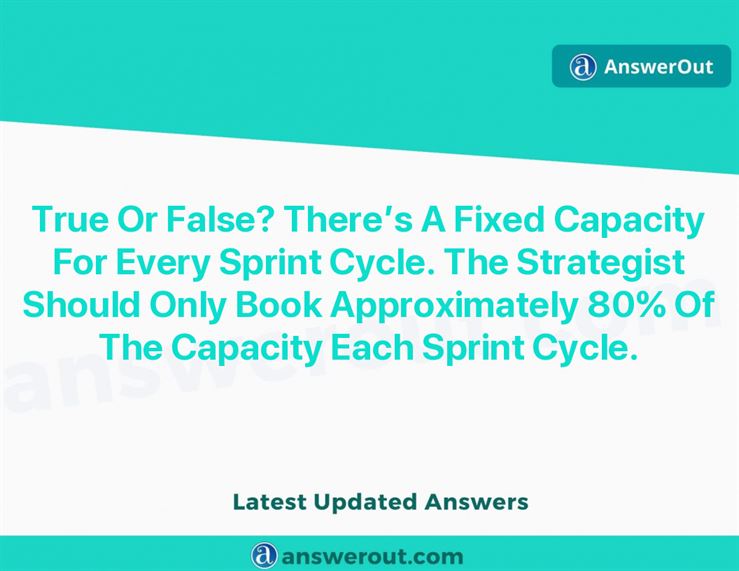 AnswerOut
True Or False? There's A Fixed Capacity
For Every Sprint Cycle. The Strategist
Should Only Book Approximately 80% Of
The Capacity Each Sprint Cycle.
answerout.com
Latest Updated Answers
answerout.com